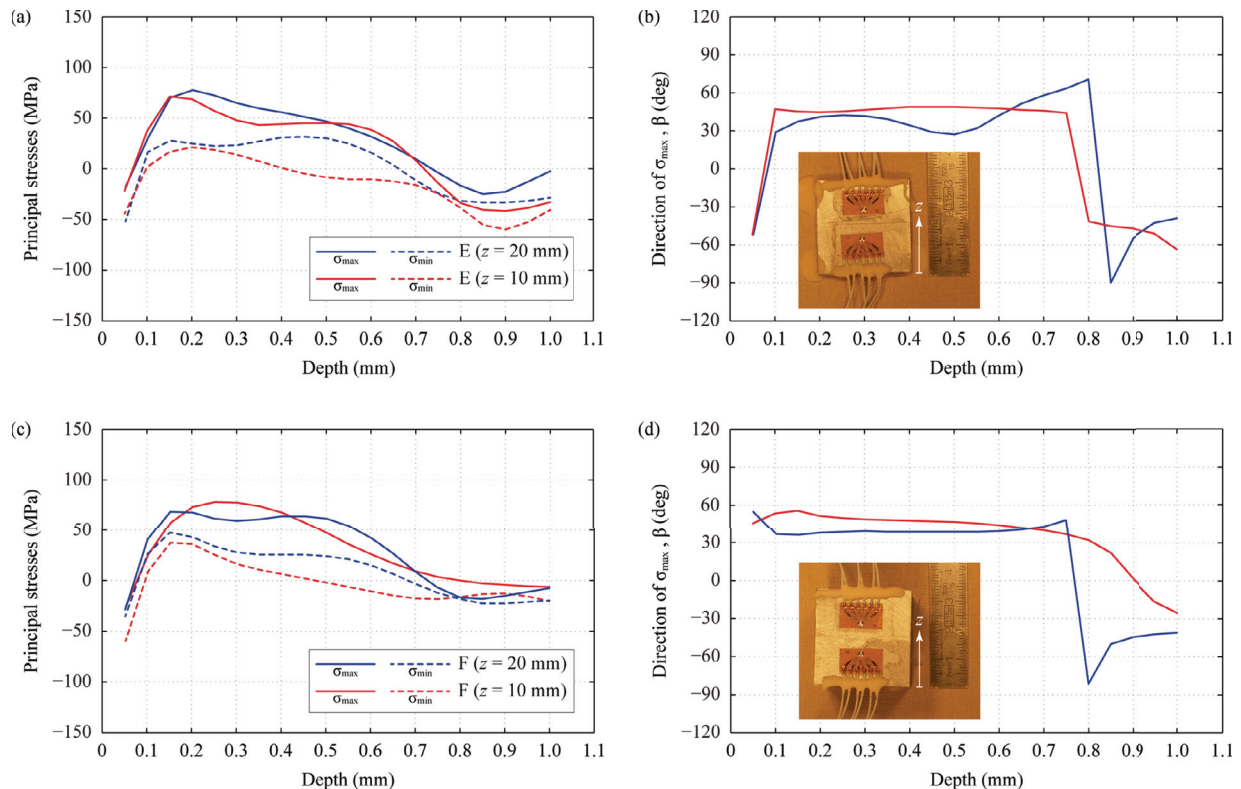 (a)
150
100
50
0
−50
−100
−150
Principal stresses (MPa)
σmax σmin E (z = 20 mm)
σmax σmin E (z = 10 mm)
0 0.1 0.2 0.3 0.4 0.5 0.6 0.7 0.8 0.9 1.0 1.1
Depth (mm)
(b)
120
90
60
30
0
−30
−60
−90
−120
Direction of σmax , β (deg)
z
0 0.1 0.2 0.3 0.4 0.5 0.6 0.7 0.8 0.9 1.0 1.1
Depth (mm)
(c)
150
100
50
0
−50
−100
−150
Principal stresses (MPa)
σmax σmin F (z = 20 mm)
σmax σmin F (z = 10 mm)
0 0.1 0.2 0.3 0.4 0.5 0.6 0.7 0.8 0.9 1.0 1.1
Depth (mm)
(d)
120
90
60
30
0
−30
−60
−90
−120
Direction of σmax , β (deg)
z
0 0.1 0.2 0.3 0.4 0.5 0.6 0.7 0.8 0.9 1.0 1.1
Depth (mm)